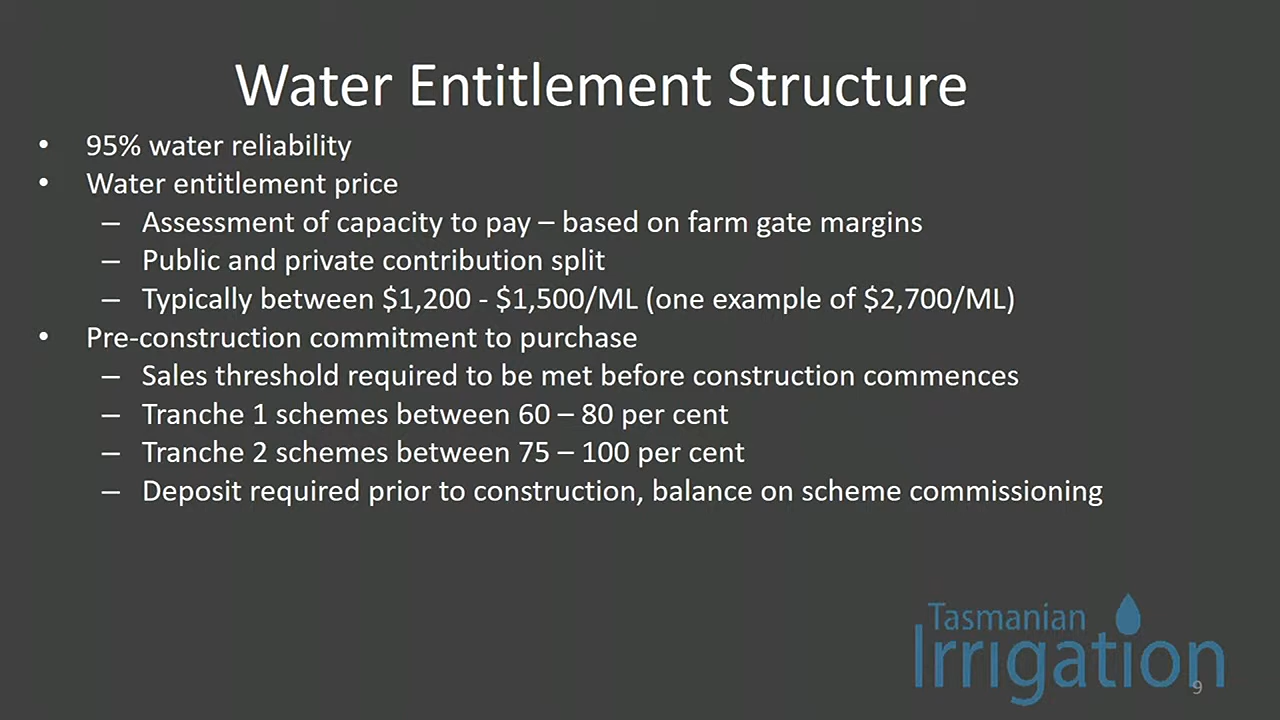 Water Entitlement Structure
• 95% water reliability
• Water entitlement price
– Assessment of capacity to pay – based on farm gate margins
– Public and private contribution split
– Typically between $1,200 - $1,500/ML (one example of $2,700/ML)
• Pre-construction commitment to purchase
– Sales threshold required to be met before construction commences
– Tranche 1 schemes between 60 – 80 per cent
– Tranche 2 schemes between 75 – 100 per cent
– Deposit required prior to construction, balance on scheme commissioning
Tasmanian
Irrigation
9